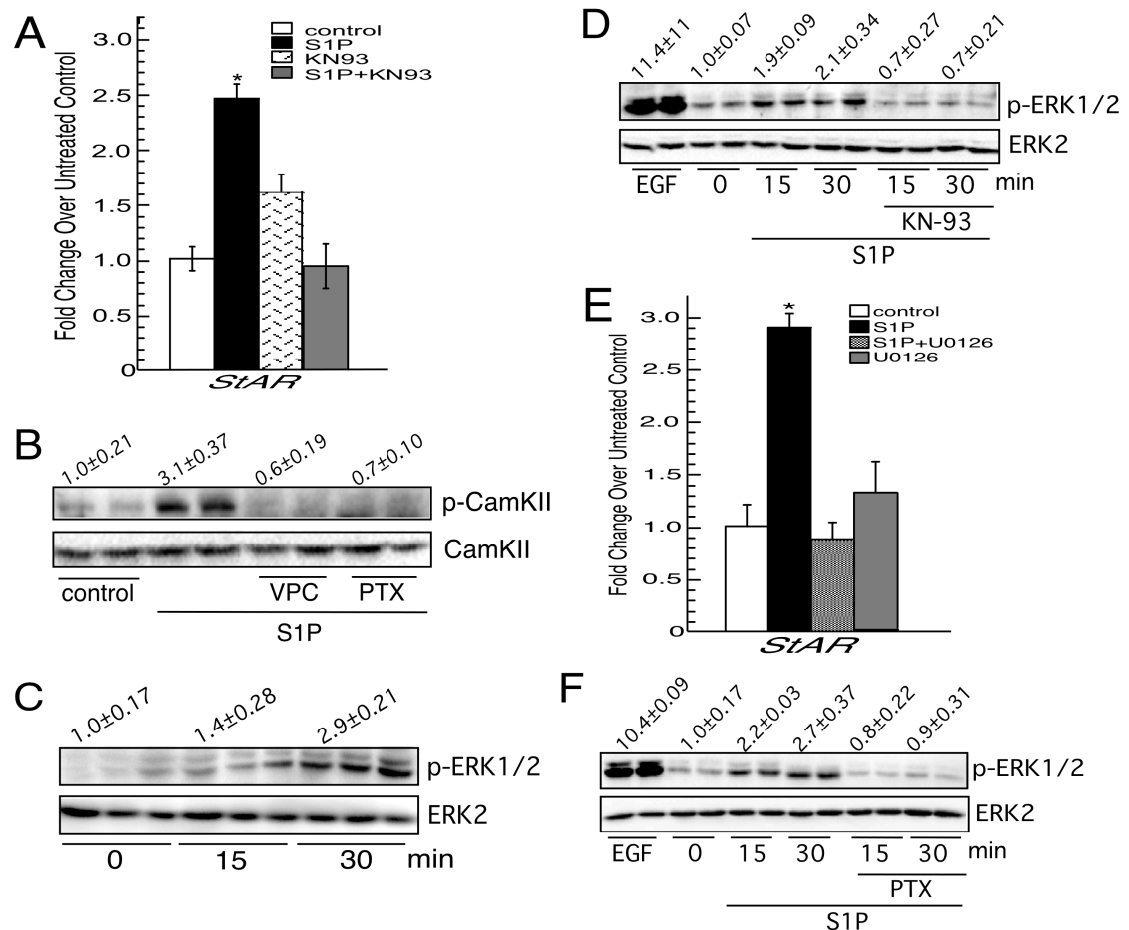 A
control
S1P
KN93
S1P+KN93
Fold Change Over Untreated Control
3.0
2.5
2.0
1.5
1.0
0.5
0
*
StAR
B
1.0±0.21 3.1±0.37 0.6±0.19 0.7±0.10
p-CamKII
CamKII
control VPC PTX
S1P
C
1.0±0.17 1.4±0.28 2.9±0.21
p-ERK1/2
ERK2
0 15 30 min
D
11.4±11 1.0±0.07 1.9±0.09 2.1±0.34 0.7±0.27 0.7±0.21
p-ERK1/2
ERK2
EGF 0 15 30 15 30 min
KN-93
S1P
E
control
S1P
S1P+U0126
U0126
Fold Change Over Untreated Control
3.0
2.5
2.0
1.5
1.0
0.5
0
*
StAR
F
10.4±0.09 1.0±0.17 2.2±0.03 2.7±0.37 0.8±0.22 0.9±0.31
p-ERK1/2
ERK2
EGF 0 15 30 15 30 min
PTX
S1P